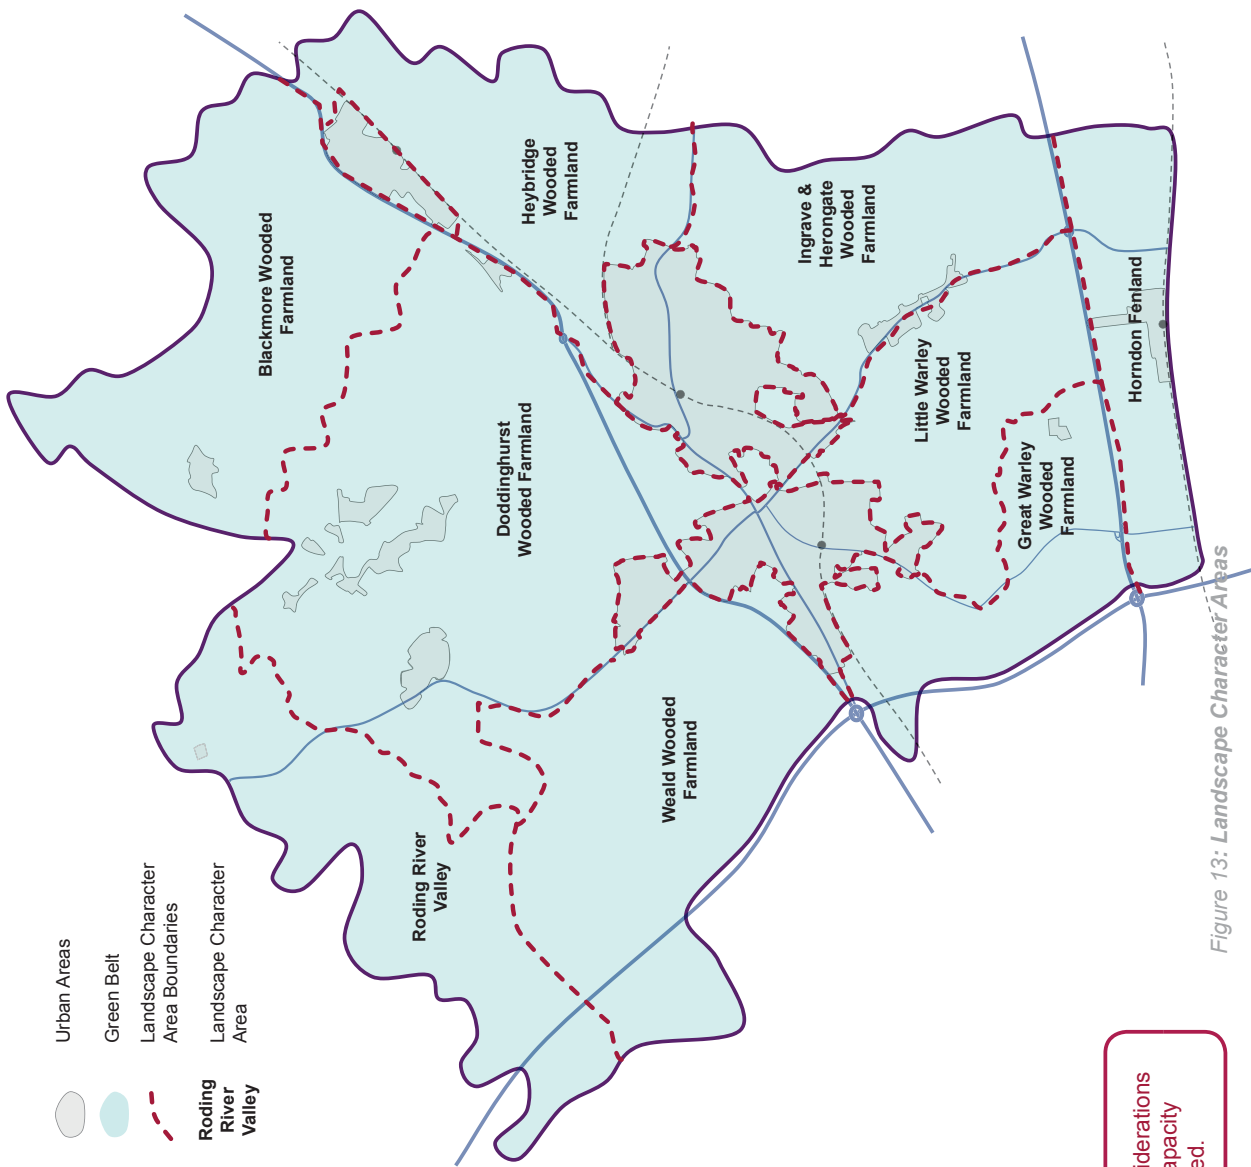 Urban Areas
Green Belt
Landscape Character
Area Boundaries
Roding
River
Valley
Landscape Character
Area
Blackmore Wooded
Farmland
Heybridge
Wooded
Farmland
Doddinghurst
Wooded Farmland
Ingrave &
Herongate
Wooded
Farmland
Roding River
Valley
Weald Wooded
Farmland
Little Warley
Wooded
Farmland
Great Warley
Wooded
Farmland
Horndon Fenland
Figure 13: Landscape Character Areas
iderations
apacity
ed.